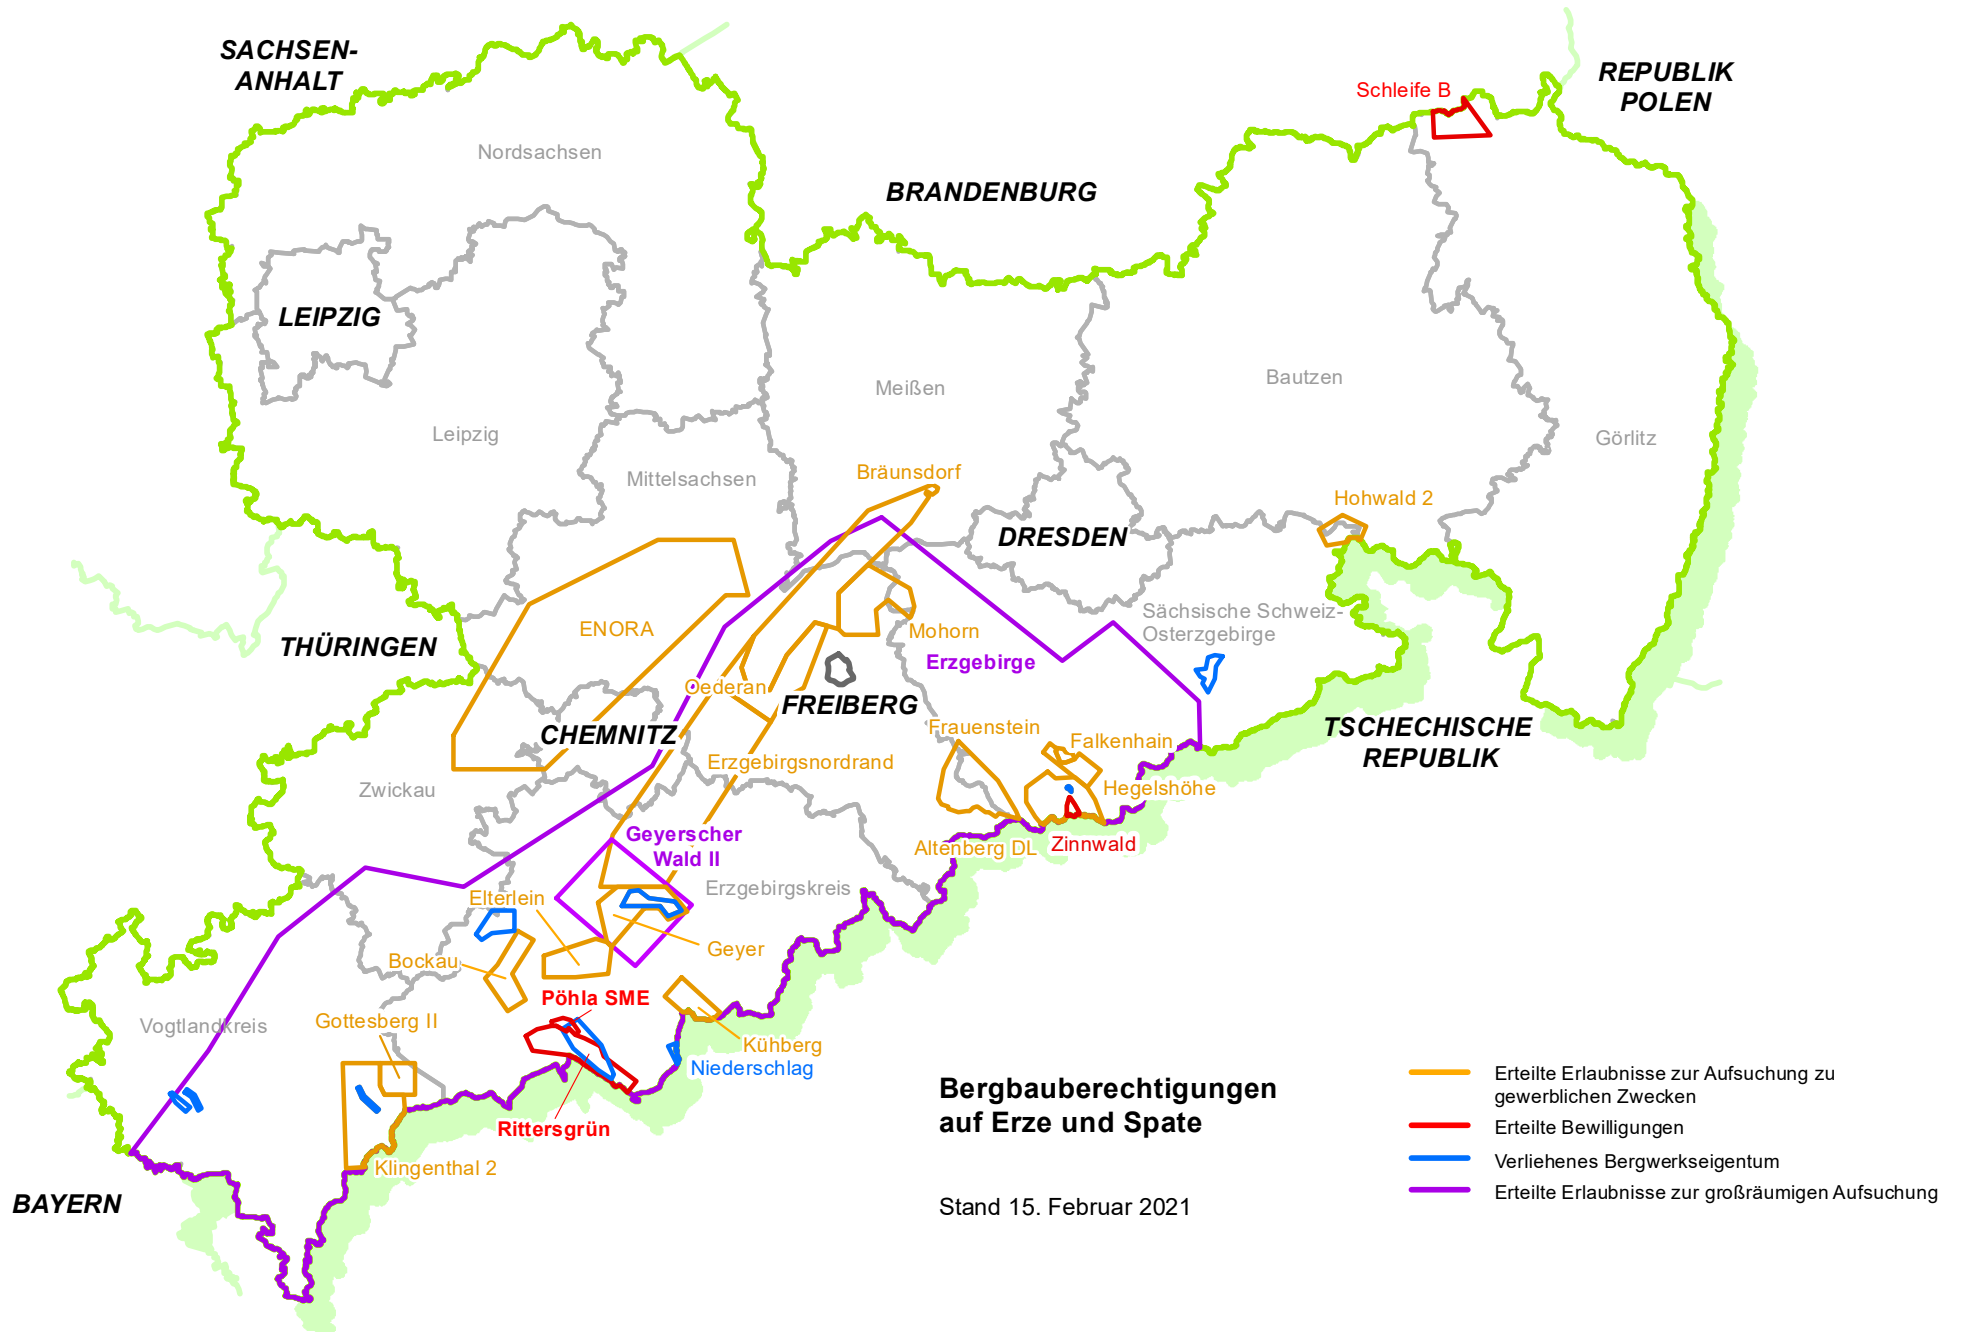 SACHSEN-
ANHALT
REPUBLIK
POLEN
Schleife B
Nordsachsen
BRANDENBURG
LEIPZIG
Meißen
Bautzen
Leipzig
Görlitz
Mittelsachsen
Bräunsdorf
Hohwald 2
DRESDEN
Sächsische Schweiz-
Osterzgebirge
ENORA
Mohorn
THÜRINGEN
Erzgebirge
Oederan
FREIBERG
Frauenstein
TSCHECHISCHE
REPUBLIK
CHEMNITZ
Falkenhain
Erzgebirgsnordrand
Zwickau
Hegelshöhe
Geyerscher
Wald II
Altenberg DL
Zinnwald
Erzgebirgskreis
Elterlein
Geyer
Bockau
Pöhla SME
Gottesberg II
Vogtlandkreis
Kühberg
Niederschlag
Rittersgrün
Klingenthal 2
BAYERN
Bergbauberechtigungen
auf Erze und Spate
Stand 15. Februar 2021
Erteilte Erlaubnisse zur Aufsuchung zu
gewerblichen Zwecken
Erteilte Bewilligungen
Verliehenes Bergwerkseigentum
Erteilte Erlaubnisse zur großräumigen Aufsuchung